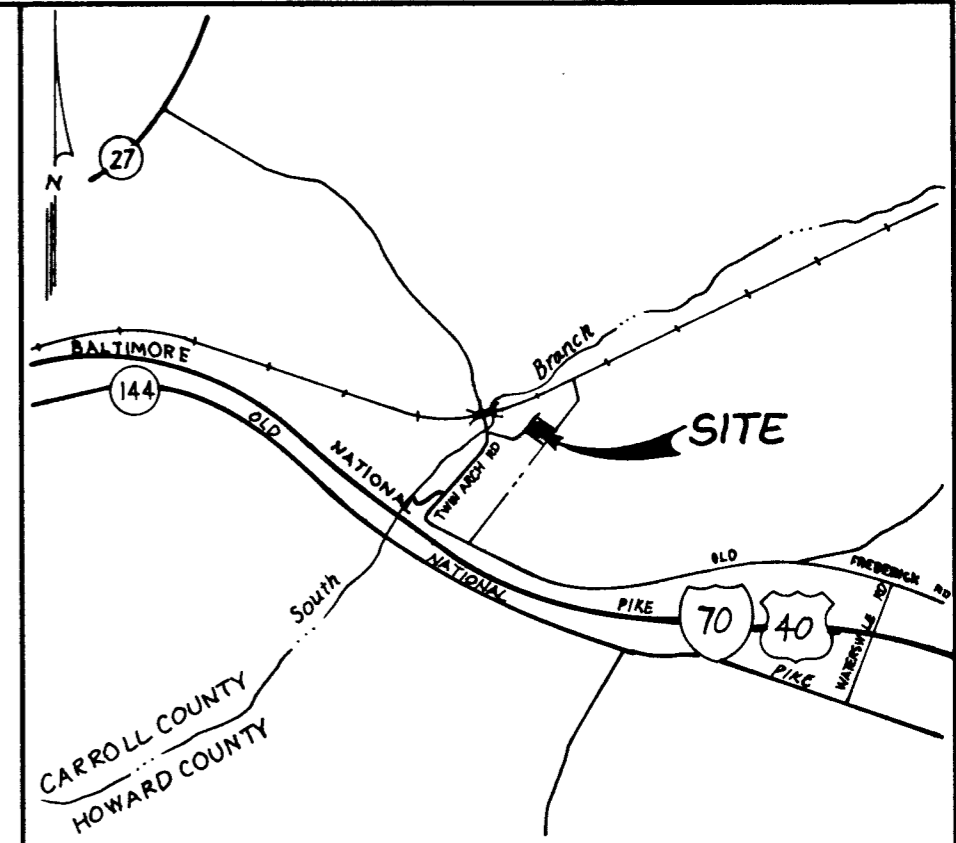 27
N
BALTIMORE
144
OLD
NATIONAL
Branch
SITE
TWIN ARCH RD
South
NATIONAL
OLD
FREDERICK RD
PIKE
70
40
WATERSVILLE RD
PIKE
CARROLL COUNTY
HOWARD COUNTY